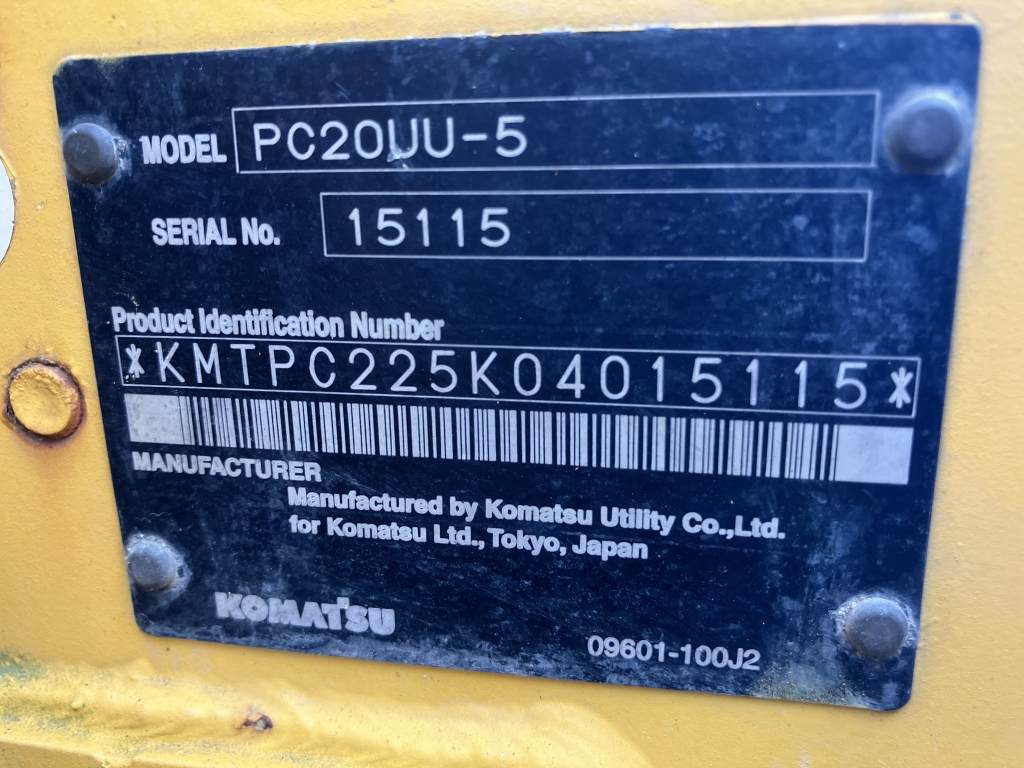 MODEL PC20UU-5
SERIAL No. 15115
Product Identification Number
*KMTPC225K04015115*
MANUFACTURER
Manufactured by Komatsu Utility Co.,Ltd.
for Komatsu Ltd., Tokyo, Japan
KOMATSU
09601-100J2